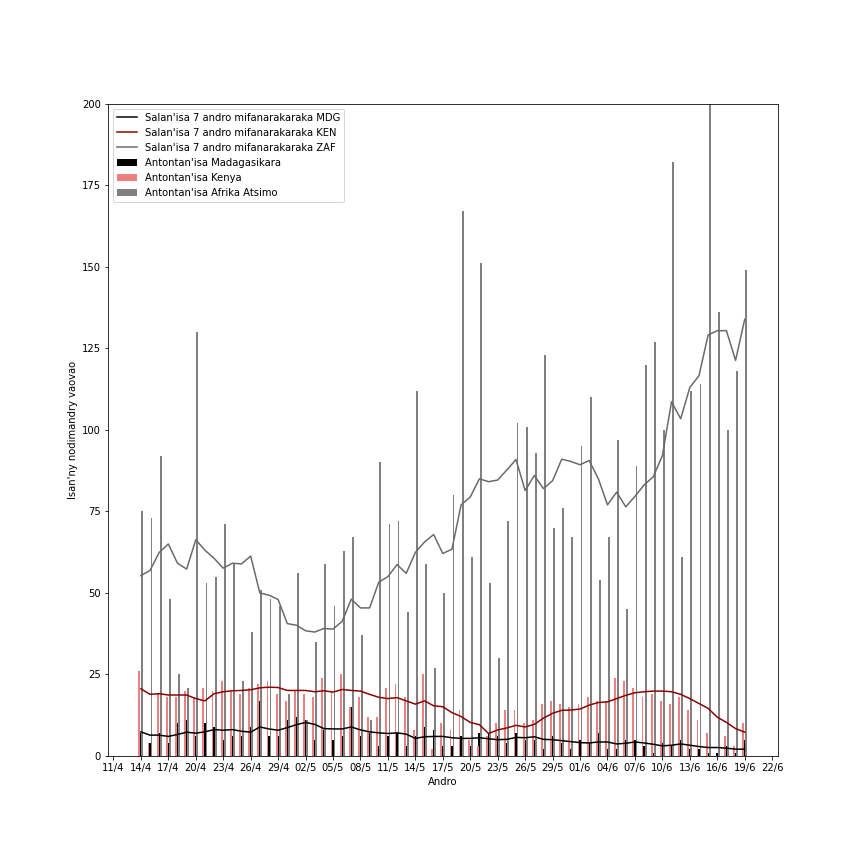 200
175
150
125
100
75
50
25
0
Isan'ny nodimandry vaovao
Salan'isa 7 andro mifanarakaraka MDG
Salan'isa 7 andro mifanarakaraka KEN
Salan'isa 7 andro mifanarakaraka ZAF
Antontan'isa Madagasikara
Antontan'isa Kenya
Antontan'isa Afrika Atsimo
11/4 14/4 17/4 20/4 23/4 26/4 29/4 02/5 05/5 08/5 11/5 14/5 17/5 20/5 23/5 26/5 29/5 01/6 04/6 07/6 10/6 13/6 16/6 19/6 22/6
Andro